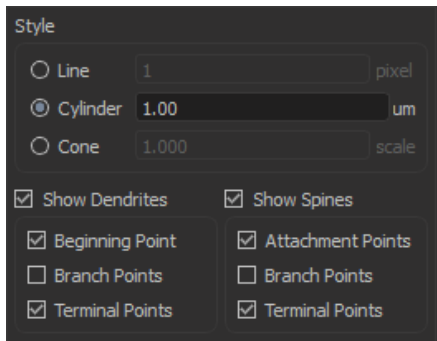 Style
Line 1 pixel
Cylinder 1.00 um
Cone 1.000 scale
Show Dendrites Show Spines
Beginning Point Attachment Points
Branch Points Branch Points
Terminal Points Terminal Points